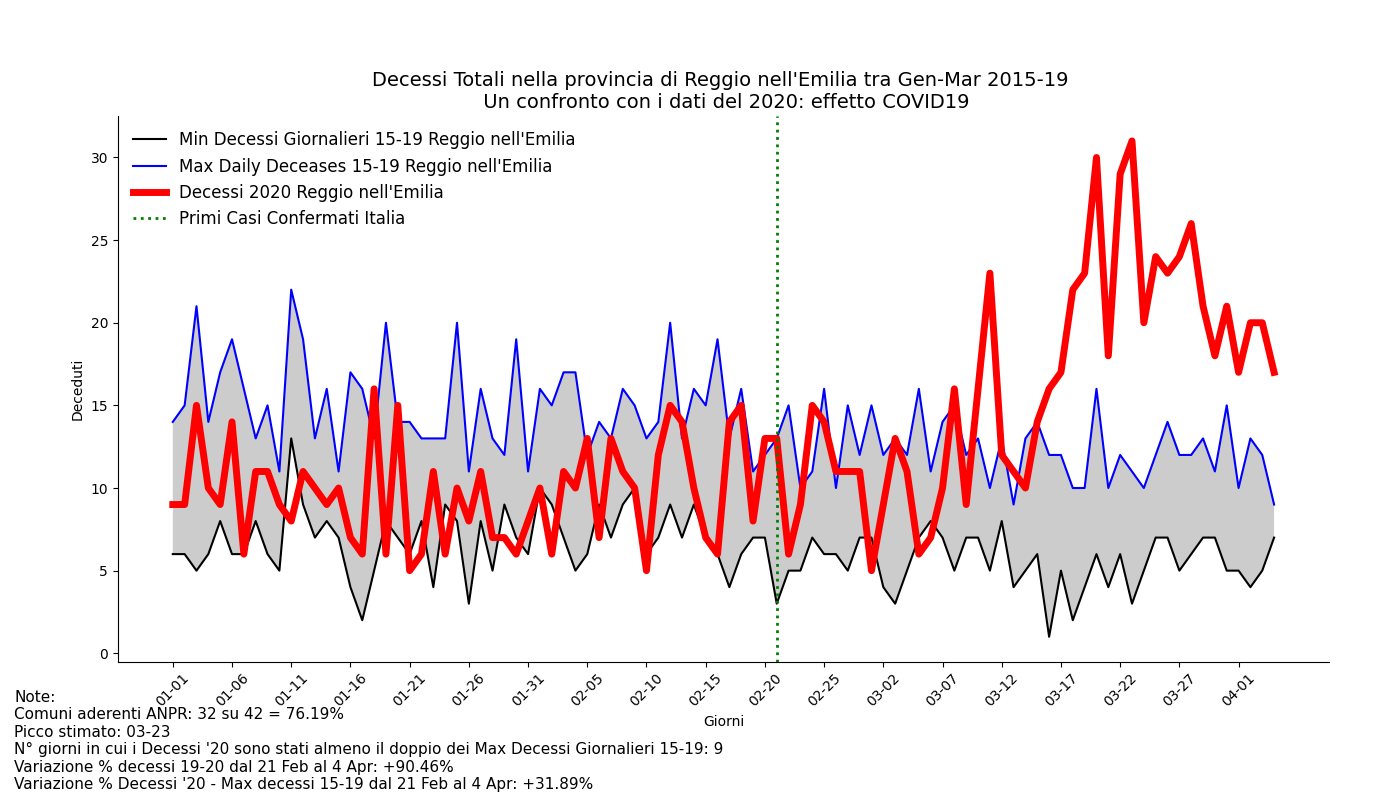 Decessi Totali nella provincia di Reggio nell'Emilia tra Gen-Mar 2015-19
Un confronto con i dati del 2020: effetto COVID19
Min Decessi Giornalieri 15-19 Reggio nell'Emilia
Max Daily Deceases 15-19 Reggio nell'Emilia
Decessi 2020 Reggio nell'Emilia
Primi Casi Confermati Italia
30
25
20
15
10
5
0
Deceduti
01-01
01-06
01-11
01-16
01-21
01-26
01-31
02-05
02-10
02-15
02-20
02-25
03-02
03-07
03-12
03-17
03-22
03-27
04-01
Giorni
Note:
Comuni aderenti ANPR: 32 su 42 = 76.19%
Picco stimato: 03-23
N° giorni in cui i Decessi '20 sono stati almeno il doppio dei Max Decessi Giornalieri 15-19: 9
Variazione % decessi 19-20 dal 21 Feb al 4 Apr: +90.46%
Variazione % Decessi '20 - Max decessi 15-19 dal 21 Feb al 4 Apr: +31.89%